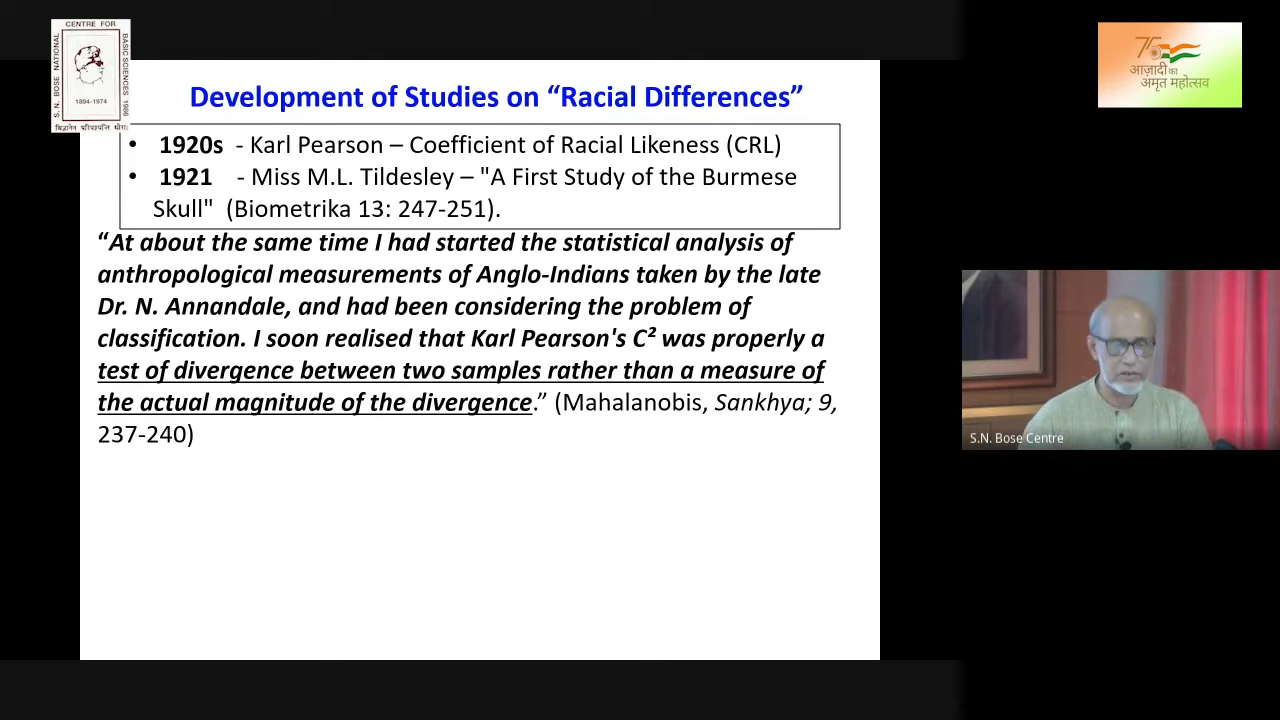 CENTRE FOR
S. N. BOSE NATIONAL
BASIC SCIENCES 1986
1894-1974
75
आज़ादी का
अमृत महोत्सव
Development of Studies on “Racial Differences”
• 1920s - Karl Pearson – Coefficient of Racial Likeness (CRL)
• 1921 - Miss M.L. Tildesley – "A First Study of the Burmese
Skull" (Biometrika 13: 247-251).
“At about the same time I had started the statistical analysis of
anthropological measurements of Anglo-Indians taken by the late
Dr. N. Annandale, and had been considering the problem of
classification. I soon realised that Karl Pearson's C² was properly a
test of divergence between two samples rather than a measure of
the actual magnitude of the divergence.” (Mahalanobis, Sankhya; 9,
237-240)
S.N. Bose Centre